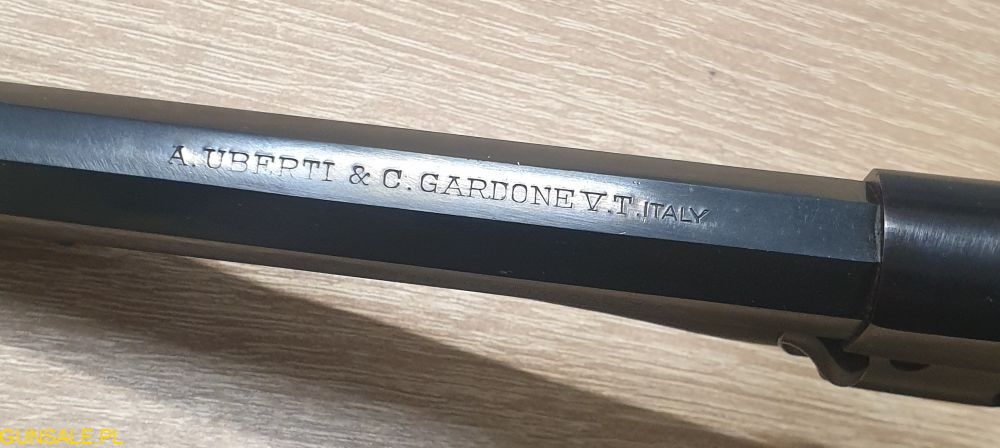 A. UBERTI & C. GARDONE V.T. ITALY
GUNSALE.PL